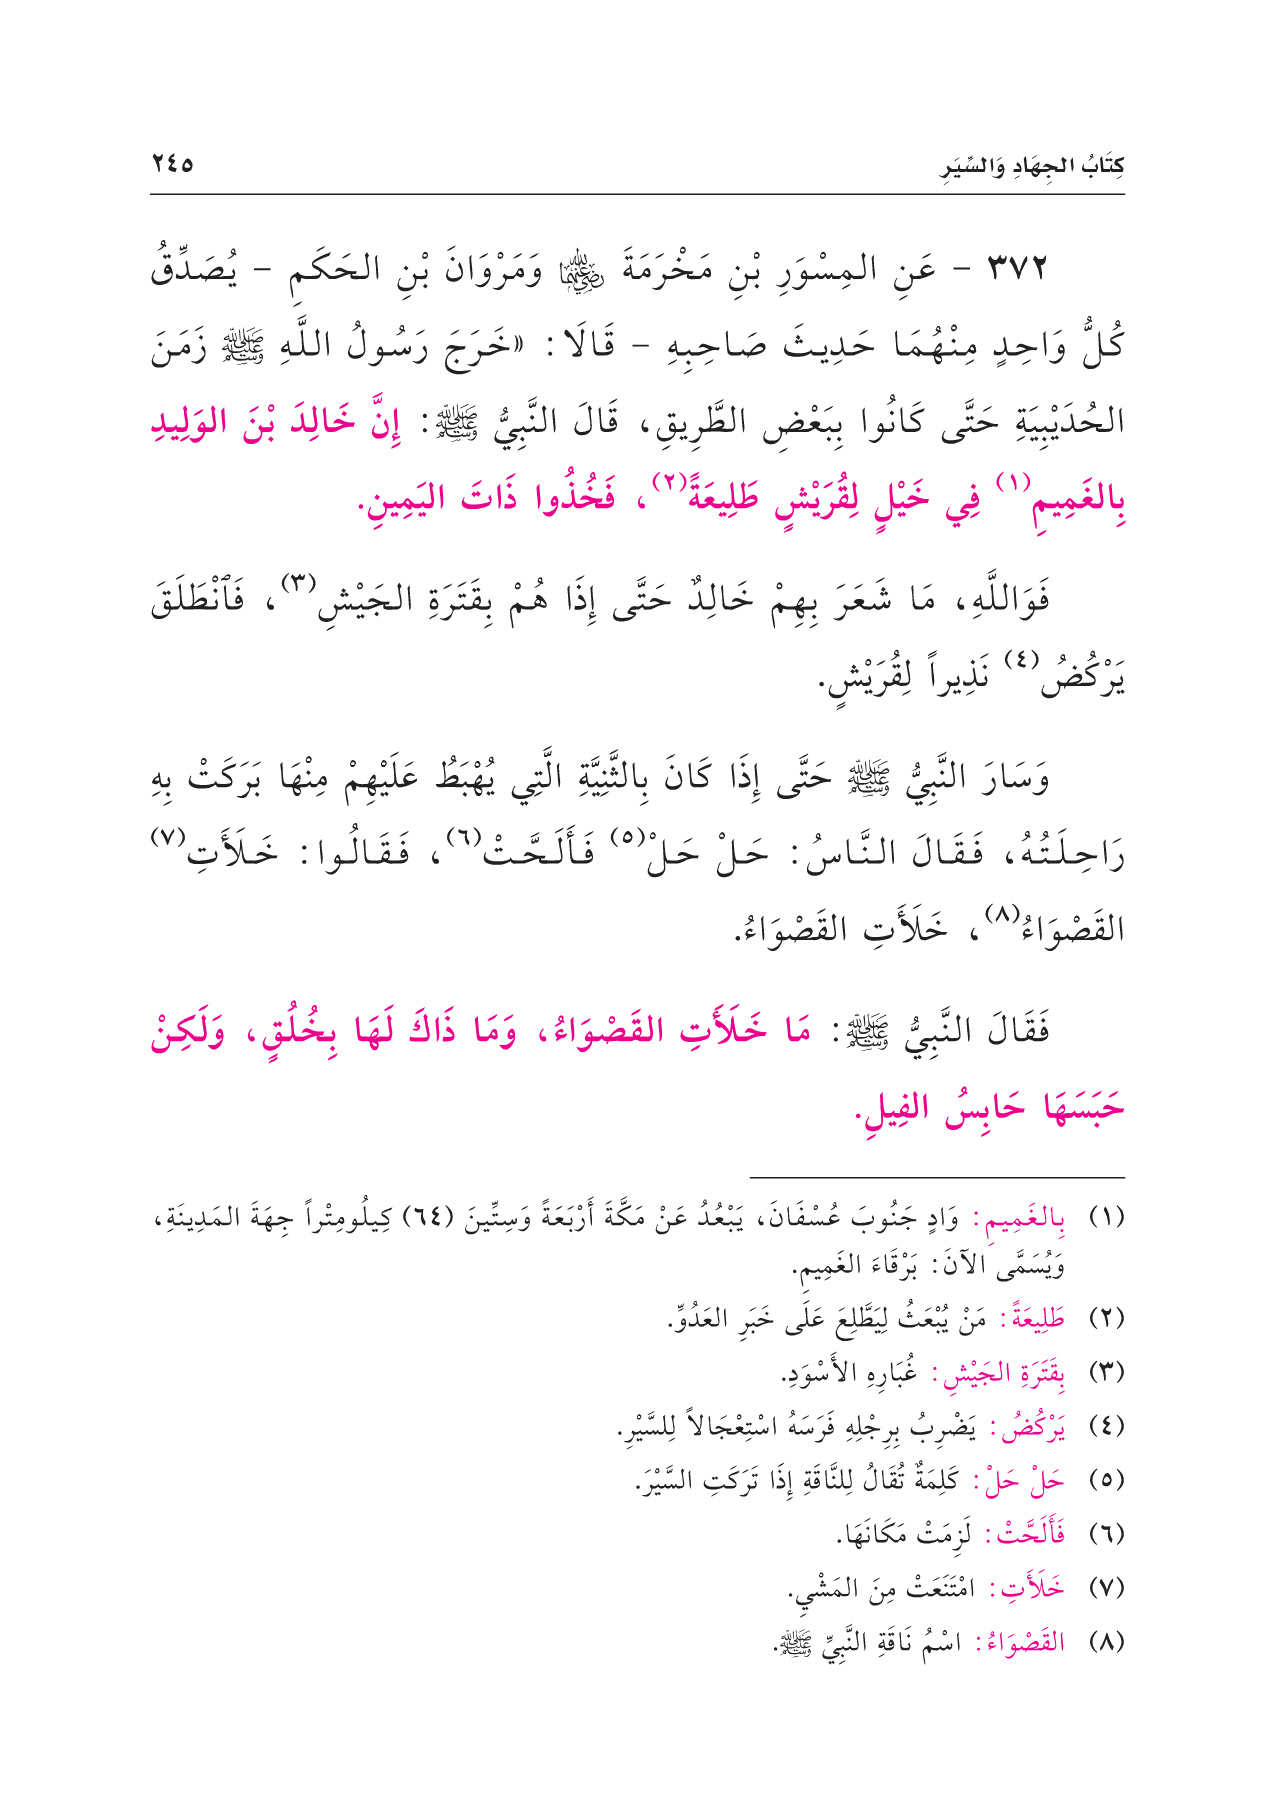 كِتَابُ الجِهَادِ وَالسِّيَرِ ٢٤٥
٣٧٢ - عَنِ المِسْوَرِ بْنِ مَخْرَمَةَ رضي الله عنهما وَمَرْوَانَ بْنِ الحَكَمِ - يُصَدِّقُ
كُلُّ وَاحِدٍ مِنْهُمَا حَدِيثَ صَاحِبِهِ - قَالَا: «خَرَجَ رَسُولُ اللَّهِ ﷺ زَمَنَ
الحُدَيْبِيَةِ حَتَّى كَانُوا بِبَعْضِ الطَّرِيقِ، قَالَ النَّبِيُّ ﷺ: إِنَّ خَالِدَ بْنَ الوَلِيدِ
بِالغَمِيمِ(١) فِي خَيْلٍ لِقُرَيْشٍ طَلِيعَةً(٢)، فَخُذُوا ذَاتَ اليَمِينِ.
فَوَاللَّهِ، مَا شَعَرَ بِهِمْ خَالِدٌ حَتَّى إِذَا هُمْ بِقَتَرَةِ الجَيْشِ(٣)، فَٱنْطَلَقَ
يَرْكُضُ(٤) نَذِيراً لِقُرَيْشٍ.
وَسَارَ النَّبِيُّ ﷺ حَتَّى إِذَا كَانَ بِالثَّنِيَّةِ الَّتِي يُهْبَطُ عَلَيْهِمْ مِنْهَا بَرَكَتْ بِهِ
رَاحِلَتُهُ، فَقَالَ النَّاسُ: حَلْ حَلْ(٥) فَأَلَحَّتْ(٦)، فَقَالُوا: خَلَأَتِ(٧)
القَصْوَاءُ(٨)، خَلَأَتِ القَصْوَاءُ.
فَقَالَ النَّبِيُّ ﷺ: مَا خَلَأَتِ القَصْوَاءُ، وَمَا ذَاكَ لَهَا بِخُلُقٍ، وَلَكِنْ
حَبَسَهَا حَابِسُ الفِيلِ.
(١) بِالغَمِيمِ: وَادٍ جَنُوبَ عُسْفَانَ، يَبْعُدُ عَنْ مَكَّةَ أَرْبَعَةً وَسِتِّينَ (٦٤) كِيلُومِتْراً جِهَةَ المَدِينَةِ،
وَيُسَمَّى الآنَ: بَرْقَاءَ الغَمِيمِ.
(٢) طَلِيعَةً: مَنْ يُبْعَثُ لِيَطَّلِعَ عَلَى خَبَرِ العَدُوِّ.
(٣) بِقَتَرَةِ الجَيْشِ: غُبَارِهِ الأَسْوَدِ.
(٤) يَرْكُضُ: يَضْرِبُ بِرِجْلِهِ فَرَسَهُ اسْتِعْجَالاً لِلسَّيْرِ.
(٥) حَلْ حَلْ: كَلِمَةٌ تُقَالُ لِلنَّاقَةِ إِذَا تَرَكَتِ السَّيْرَ.
(٦) فَأَلَحَّتْ: لَزِمَتْ مَكَانَهَا.
(٧) خَلَأَتِ: امْتَنَعَتْ مِنَ المَشْيِ.
(٨) القَصْوَاءُ: اسْمُ نَاقَةِ النَّبِيِّ ﷺ.